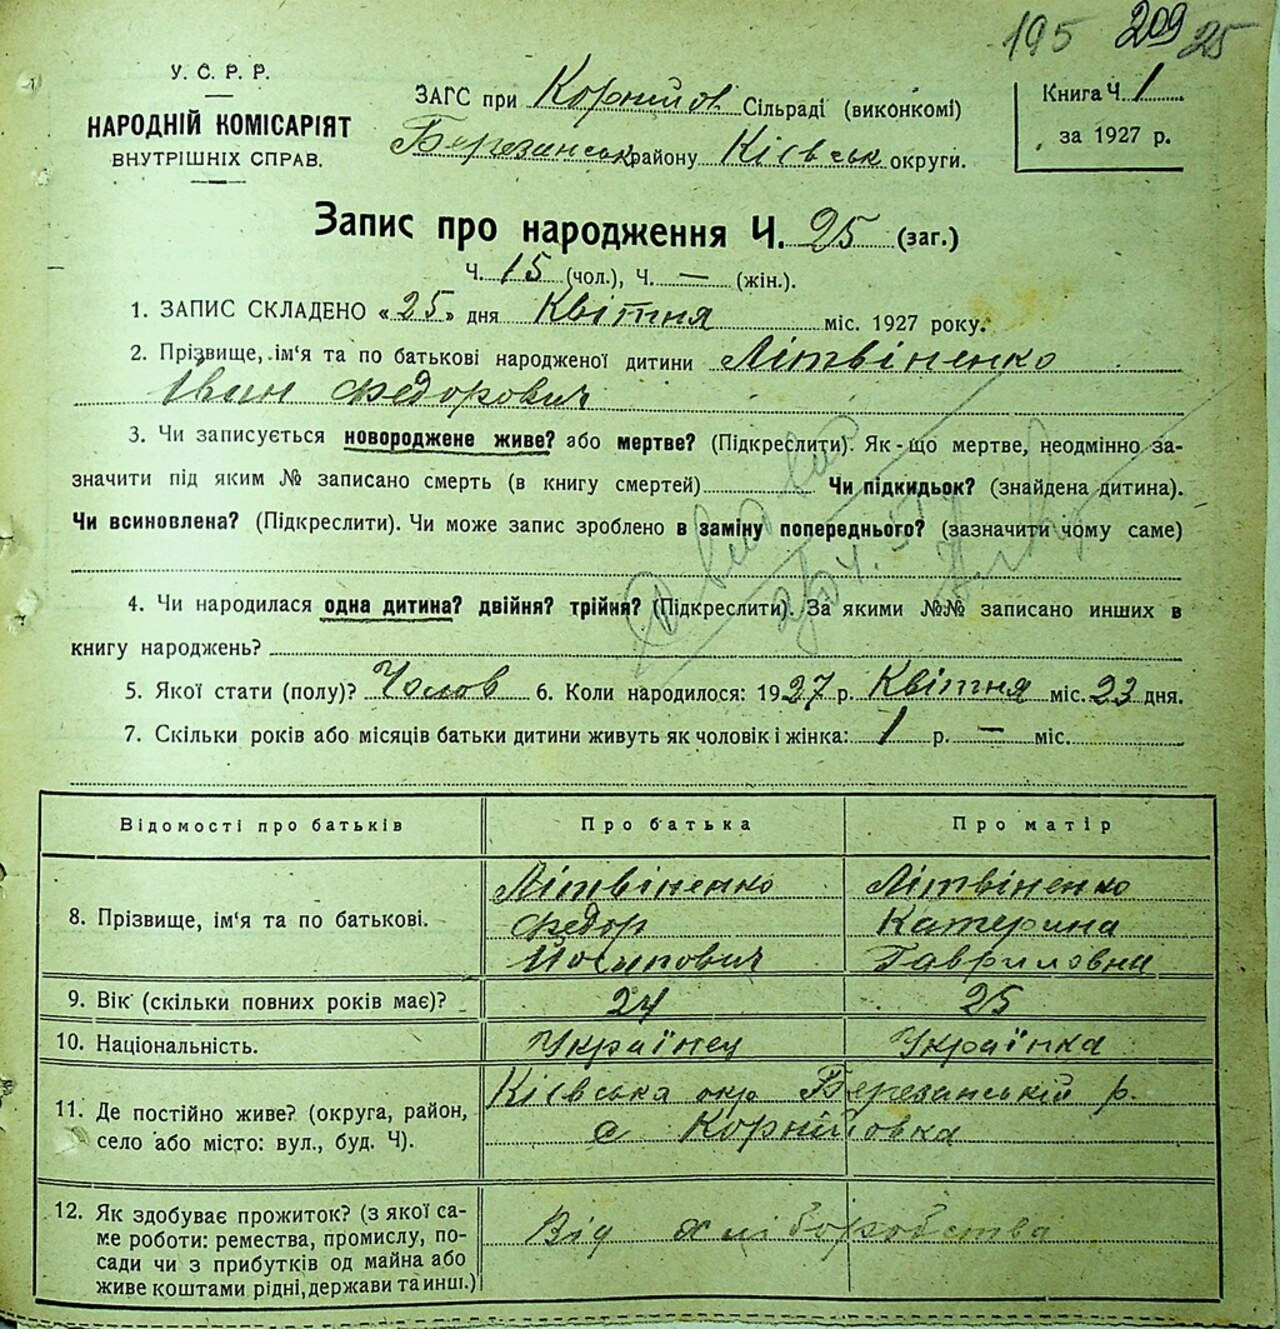 195 209 25
У. С. Р. Р.
НАРОДНІЙ КОМІСАРІЯТ
ВНУТРІШНІХ СПРАВ.
ЗАГС при Корнійов Сільраді (виконкомі)
Березанськ району Кієвськ округи.
Книга Ч. 1
за 1927 р.
Запис про народження Ч. 25 (заг.)
Ч. 15 (чол.), Ч. — (жін.).
1. ЗАПИС СКЛАДЕНО «25» дня Квітня міс. 1927 року.
2. Прізвище, ім‘я та по батькові народженої дитини Літвіненко
Іван Федорович
3. Чи записується новороджене живе? або мертве? (Підкреслити). Як-що мертве, неодмінно за-
значити під яким № записано смерть (в книгу смертей) Чи підкидьок? (знайдена дитина).
Чи всиновлена? (Підкреслити). Чи може запис зроблено в заміну попереднього? (зазначити чому саме)
4. Чи народилася одна дитина? двійня? трійня? (Підкреслити). За якими №№ записано инших в
книгу народжень?
5. Якої стати (полу)? Чолов 6. Коли народилося: 1927 р. Квітня міс. 23 дня.
7. Скільки років або місяців батьки дитини живуть як чоловік і жінка: 1 р. — міс.
Відомості про батьків Про батька Про матір
8. Прізвище, ім‘я та по батькові.
Літвіненко Літвіненко
Федор Катерина
Йосипович Гавриловна
9. Вік (скільки повних років має)? 24 25
10. Національність. Українец Українка
11. Де постійно живе? (округа, район,
село або місто: вул., буд. Ч).
Кієвська окр Березанській р.
с Корнійовка
12. Як здобуває прожиток? (з якої са-
ме роботи: ремества, промислу, по-
сади чи з прибутків од майна або
живе коштами рідні, держави та инш.)
Від хліборобства